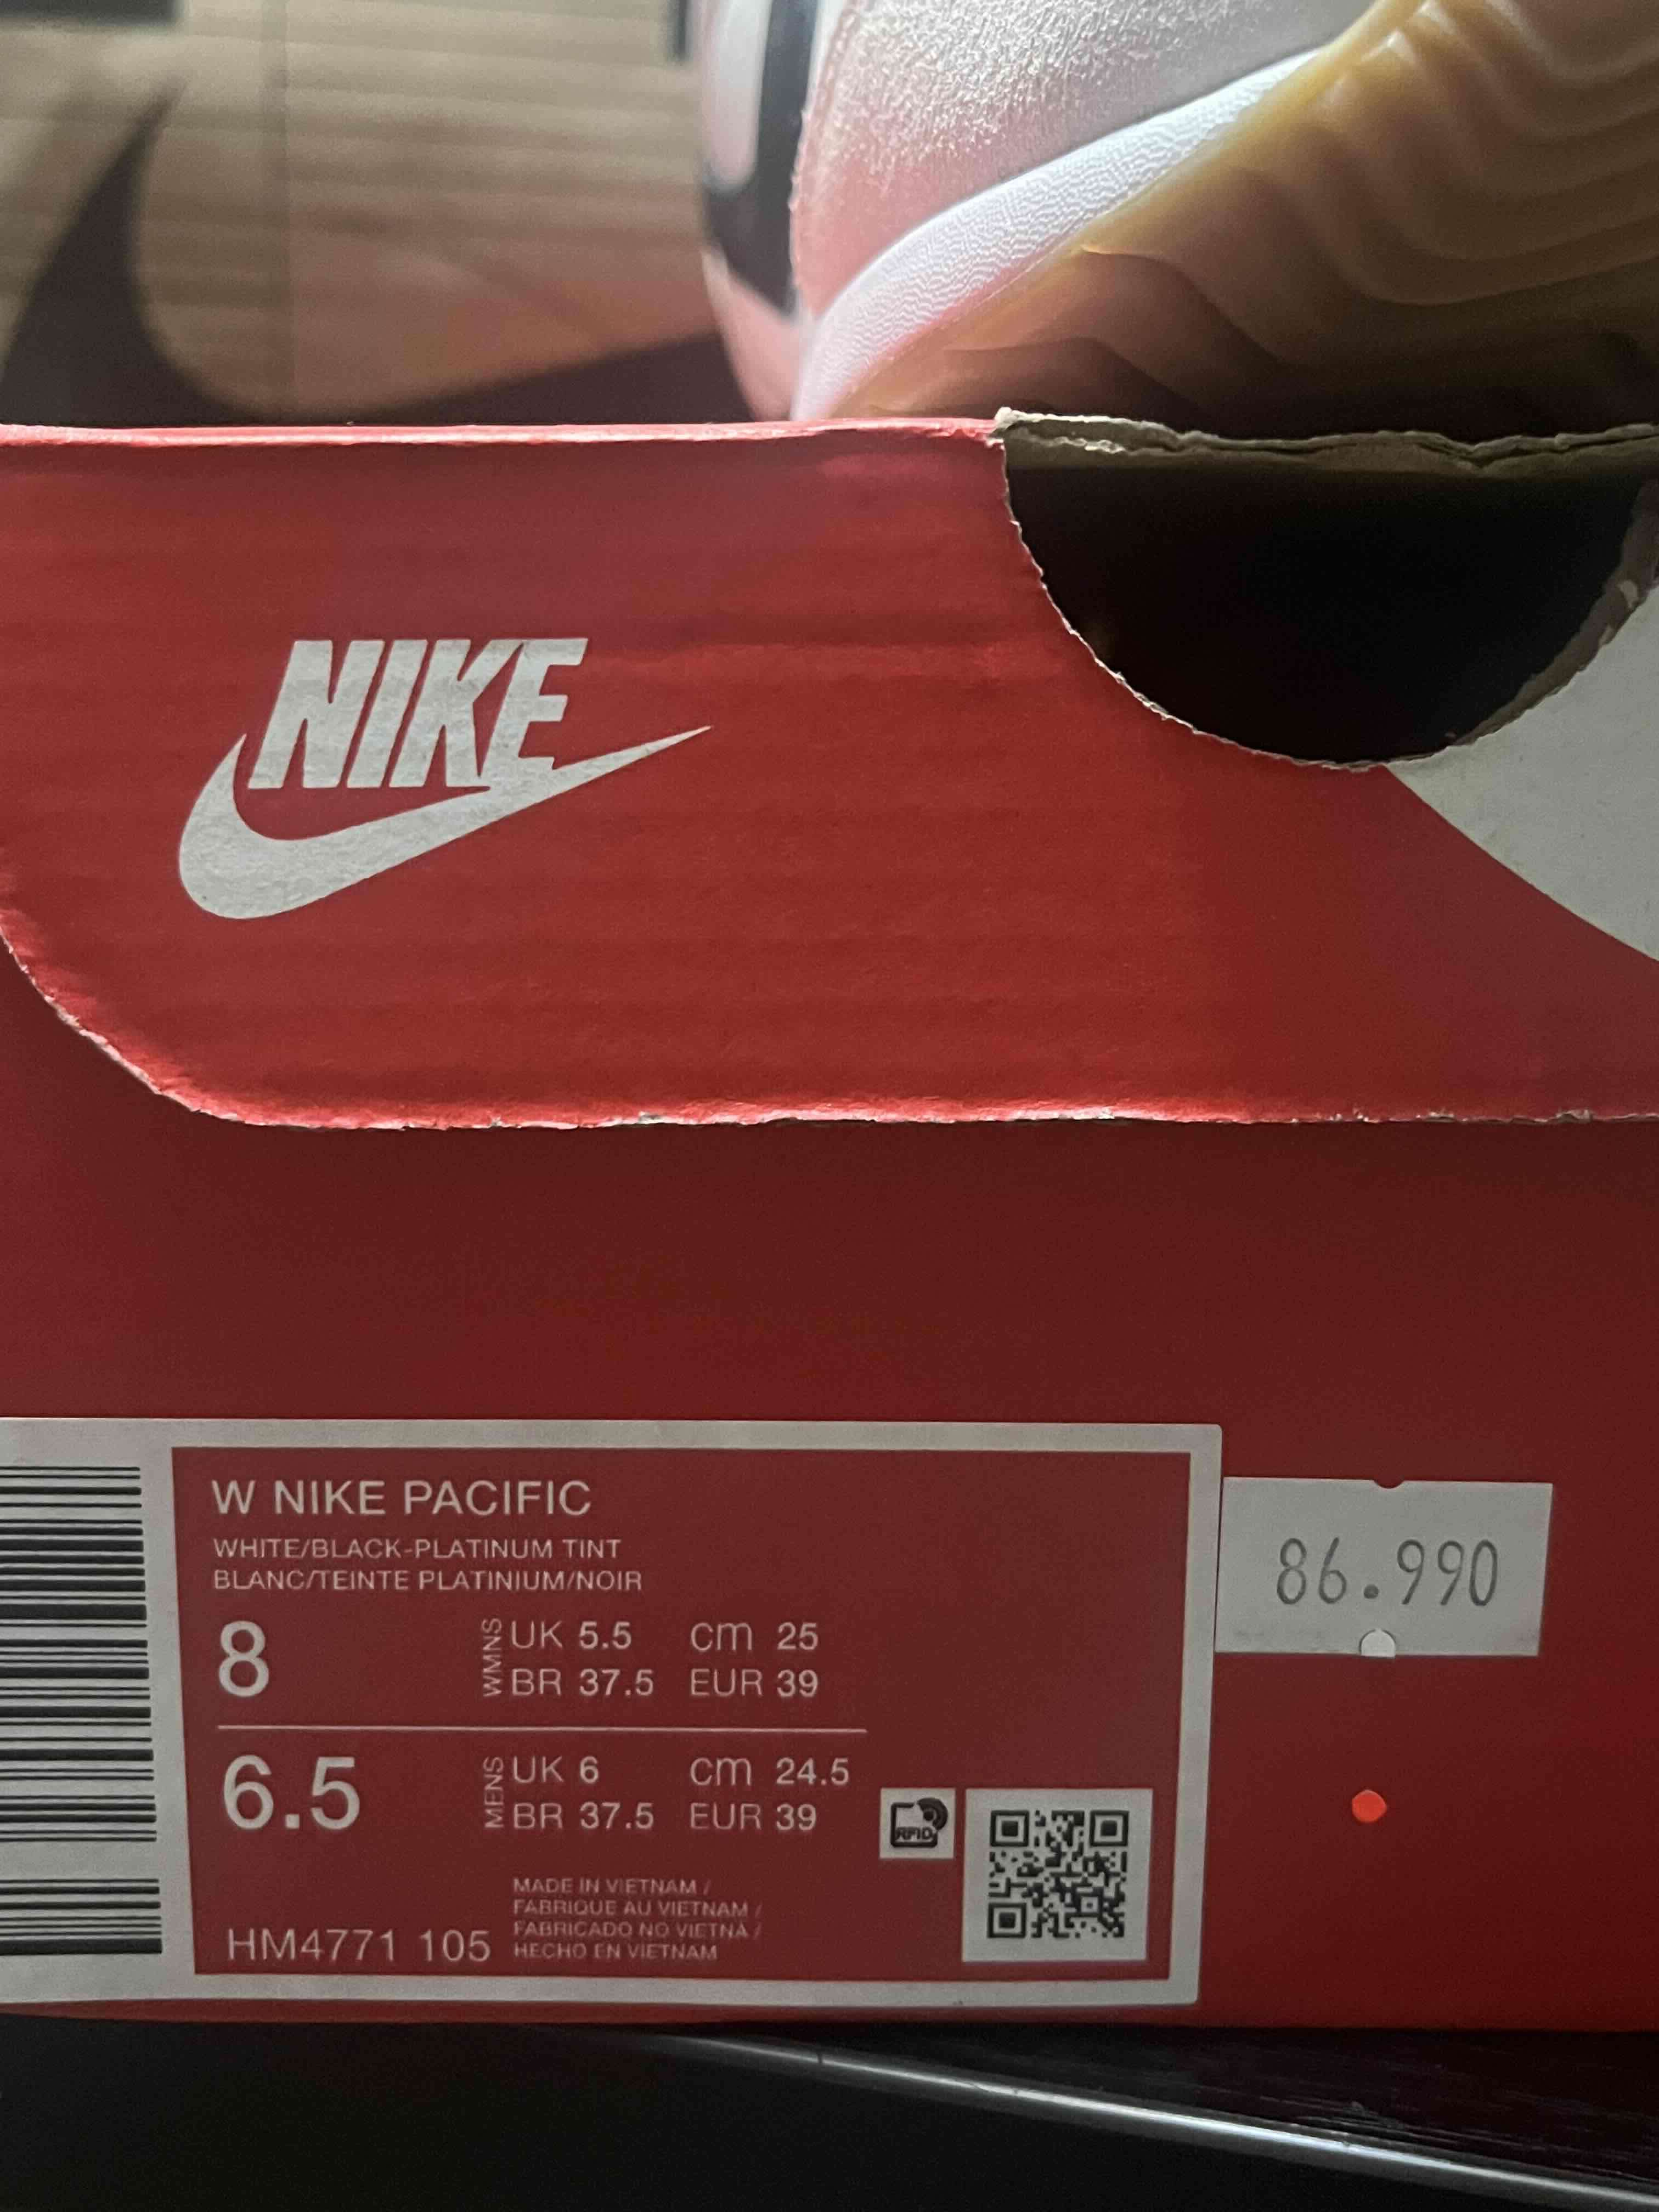 NIKE
W NIKE PACIFIC
WHITE/BLACK-PLATINUM TINT
BLANC/TEINTE PLATINIUM/NOIR
8 WMNS UK 5.5 cm 25
BR 37.5 EUR 39
6.5 MENS UK 6 cm 24.5
BR 37.5 EUR 39
RFID
MADE IN VIETNAM /
FABRIQUE AU VIETNAM /
FABRICADO NO VIETNÃ /
HECHO EN VIETNAM
HM4771 105
86.990